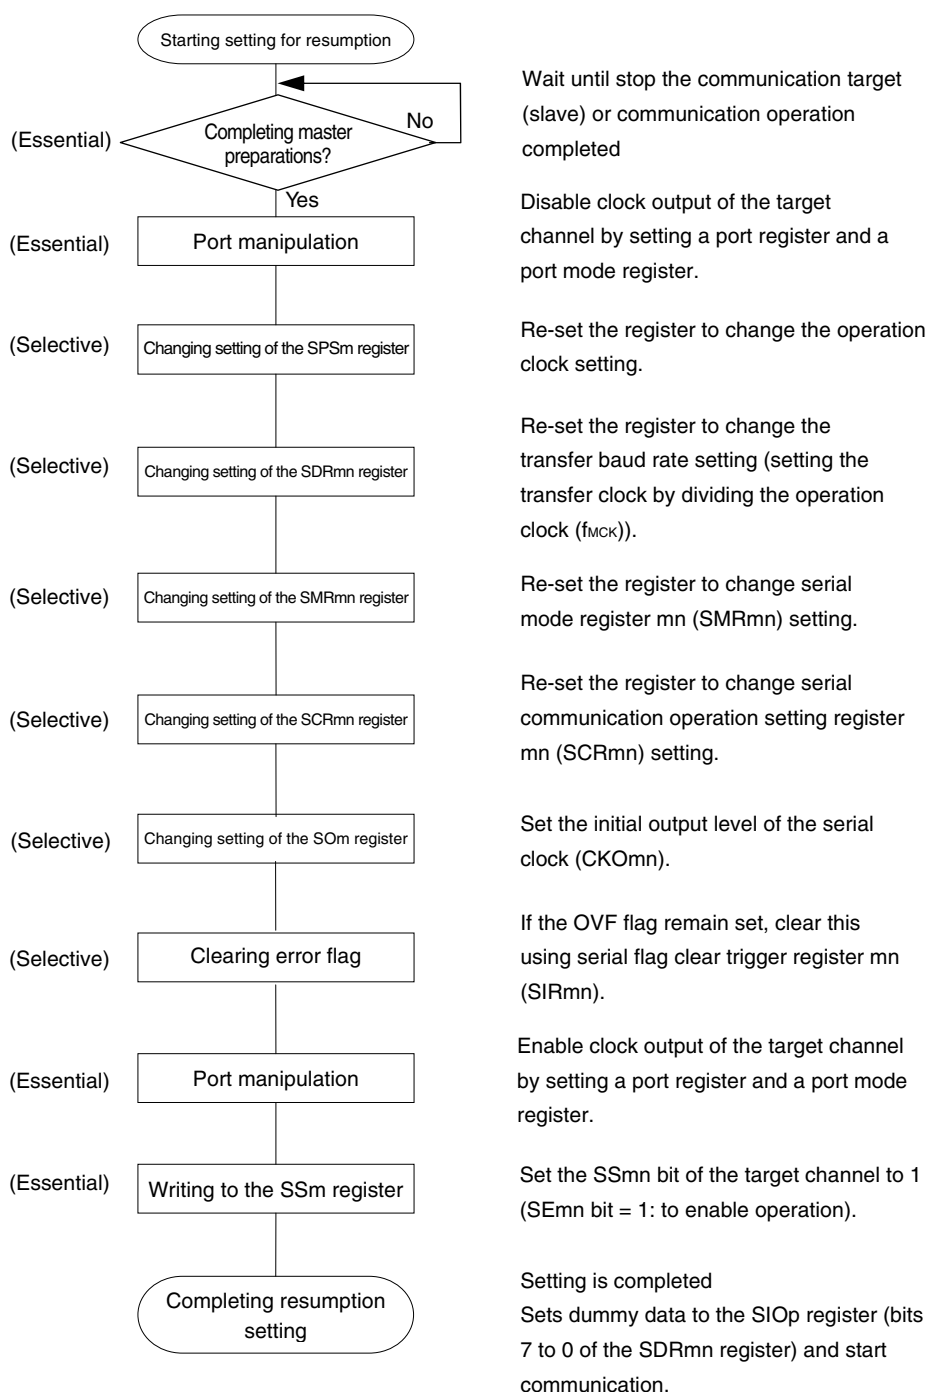 Starting setting for resumption
Wait until stop the communication target
(slave) or communication operation
completed
(Essential)
Completing master
preparations?
No
Yes
(Essential)
Port manipulation
Disable clock output of the target
channel by setting a port register and a
port mode register.
(Selective)
Changing setting of the SPSm register
Re-set the register to change the operation
clock setting.
(Selective)
Changing setting of the SDRmn register
Re-set the register to change the
transfer baud rate setting (setting the
transfer clock by dividing the operation
clock (fMCK)).
(Selective)
Changing setting of the SMRmn register
Re-set the register to change serial
mode register mn (SMRmn) setting.
(Selective)
Changing setting of the SCRmn register
Re-set the register to change serial
communication operation setting register
mn (SCRmn) setting.
(Selective)
Changing setting of the SOm register
Set the initial output level of the serial
clock (CKOmn).
(Selective)
Clearing error flag
If the OVF flag remain set, clear this
using serial flag clear trigger register mn
(SIRmn).
(Essential)
Port manipulation
Enable clock output of the target channel
by setting a port register and a port mode
register.
(Essential)
Writing to the SSm register
Set the SSmn bit of the target channel to 1
(SEmn bit = 1: to enable operation).
Completing resumption
setting
Setting is completed
Sets dummy data to the SIOp register (bits
7 to 0 of the SDRmn register) and start
communication.